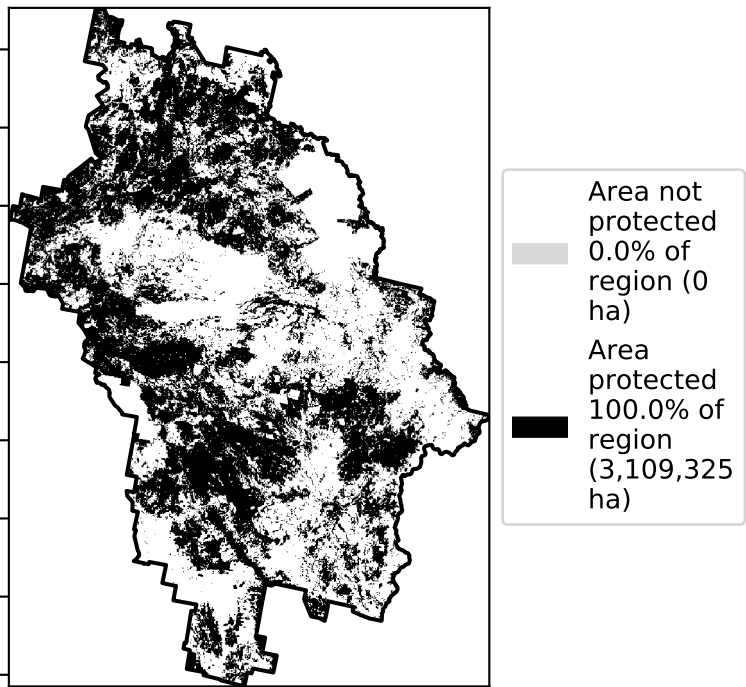 Area not
protected
0.0% of
region (0
ha)
Area
protected
100.0% of
region
(3,109,325
ha)